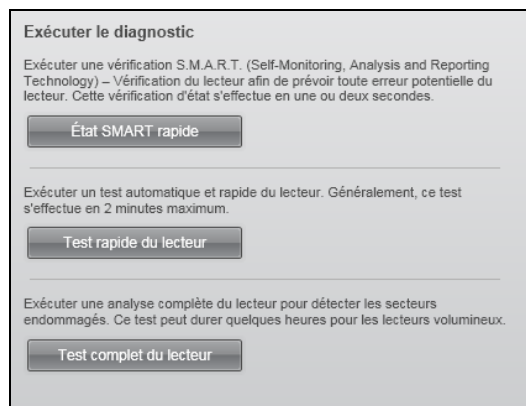 Exécuter le diagnostic
Exécuter une vérification S.M.A.R.T. (Self-Monitoring, Analysis and Reporting
Technology) – Vérification du lecteur afin de prévoir toute erreur potentielle du
lecteur. Cette vérification d'état s'effectue en une ou deux secondes.
État SMART rapide
Exécuter un test automatique et rapide du lecteur. Généralement, ce test
s'effectue en 2 minutes maximum.
Test rapide du lecteur
Exécuter une analyse complète du lecteur pour détecter les secteurs
endommagés. Ce test peut durer quelques heures pour les lecteurs volumineux.
Test complet du lecteur